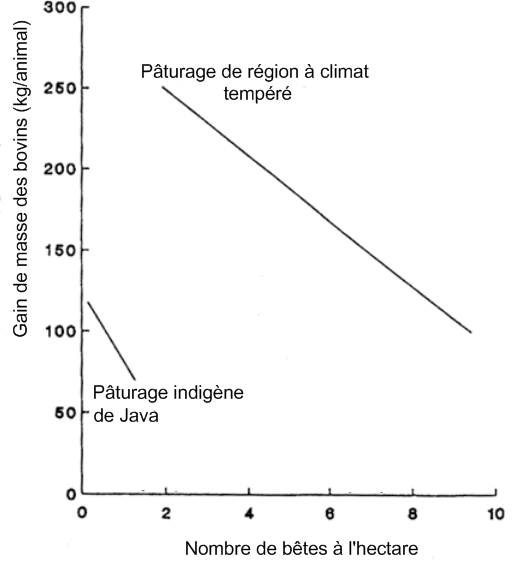 300
250
200
150
100
50
0
Gain de masse des bovins (kg/animal)
Pâturage de région à climat
tempéré
Pâturage indigène
de Java
0 2 4 6 8 10
Nombre de bêtes à l'hectare